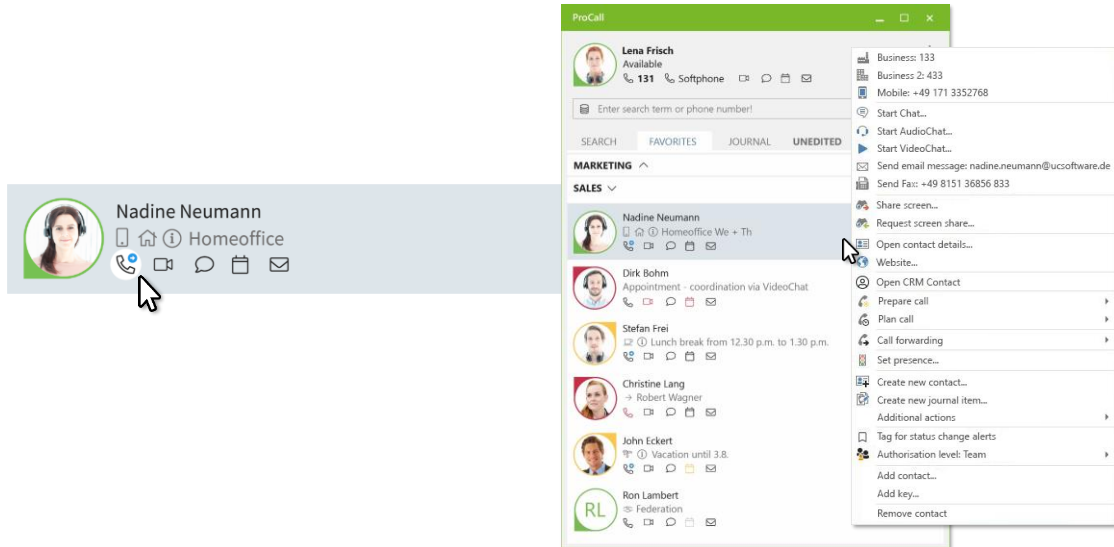 Nadine Neumann
Homeoffice
ProCall
Lena Frisch
Available
131 Softphone
Enter search term or phone number!
SEARCH FAVORITES JOURNAL UNEDITED
MARKETING
SALES
Nadine Neumann
Homeoffice We + Th
Dirk Bohm
Appointment - coordination via VideoChat
Stefan Frei
Lunch break from 12.30 p.m. to 1.30 p.m.
Christine Lang
→ Robert Wagner
John Eckert
Vacation until 3.8.
RL
Ron Lambert
Federation
Business: 133
Business 2: 433
Mobile: +49 171 3352768
Start Chat...
Start AudioChat...
Start VideoChat...
Send email message: nadine.neumann@ucsoftware.de
Send Fax: +49 8151 36856 833
Share screen...
Request screen share...
Open contact details...
Website...
Open CRM Contact
Prepare call
Plan call
Call forwarding
Set presence...
Create new contact...
Create new journal item...
Additional actions
Tag for status change alerts
Authorisation level: Team
Add contact...
Add key...
Remove contact